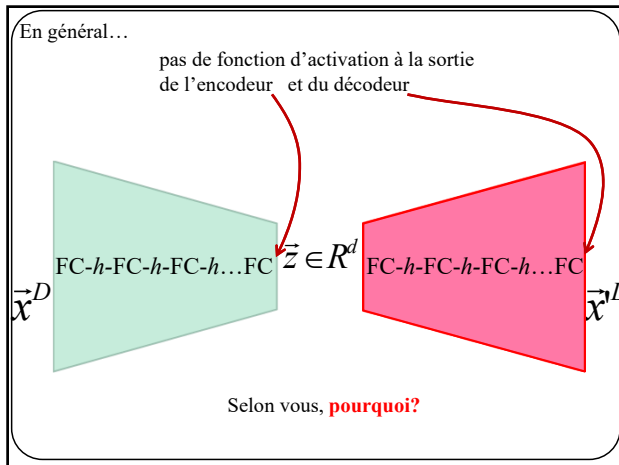 En général…
pas de fonction d’activation à la sortie
de l’encodeur et du décodeur
FC-h-FC-h-FC-h…FC
z⃗ ∈ R^d
FC-h-FC-h-FC-h…FC
x⃗^D
x⃗'
Selon vous, pourquoi?